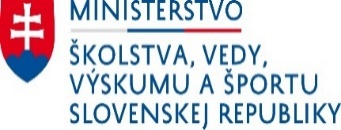 MINISTERSTVO
ŠKOLSTVA, VEDY,
VÝSKUMU A ŠPORTU
SLOVENSKEJ REPUBLIKY